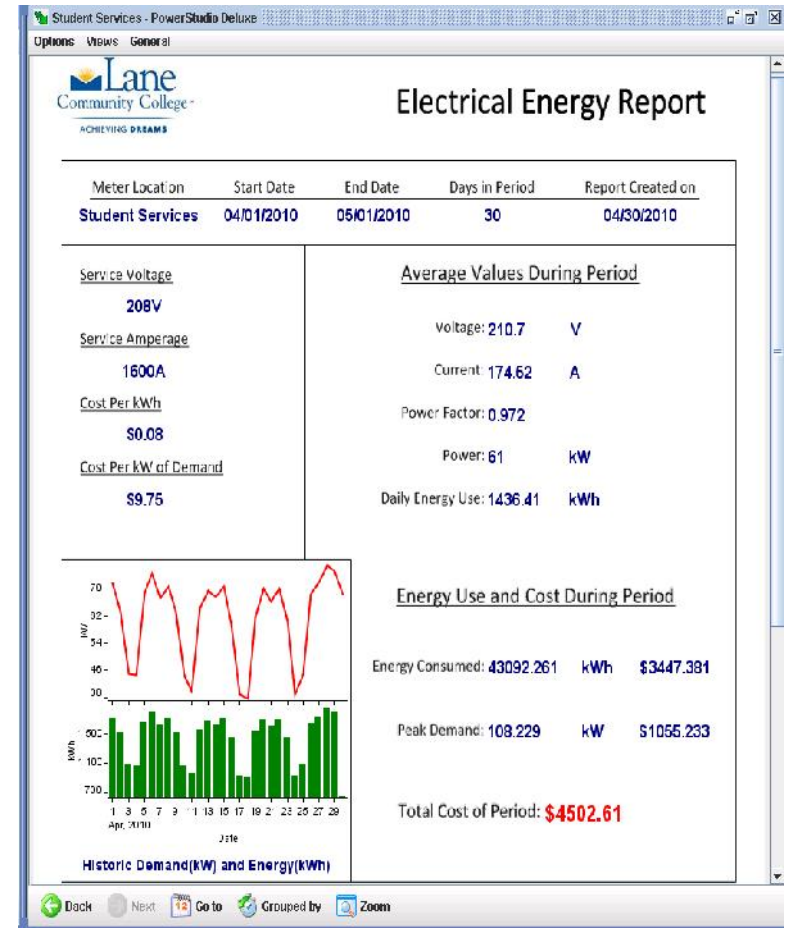 Student Services - PowerStudio Deluxe
Options Views General
Lane
Community College
ACHIEVING DREAMS
Electrical Energy Report
Meter Location Start Date End Date Days in Period Report Created on
Student Services 04/01/2010 05/01/2010 30 04/30/2010
Service Voltage
208V
Service Amperage
1600A
Cost Per kWh
$0.08
Cost Per kW of Demand
$9.75
Average Values During Period
Voltage: 210.7 V
Current: 174.62 A
Power Factor: 0.972
Power: 61 kW
Daily Energy Use: 1436.41 kWh
70
54
kW
kWh
700
1 3 5 7 9 11 13 15 17 19 21 23 25 27 29
Apr, 2010
Date
Historic Demand(kW) and Energy(kWh)
Energy Use and Cost During Period
Energy Consumed: 43092.261 kWh $3447.381
Peak Demand: 108.229 kW $1055.233
Total Cost of Period: $4502.61
Back Next 12 Go to Grouped by Zoom